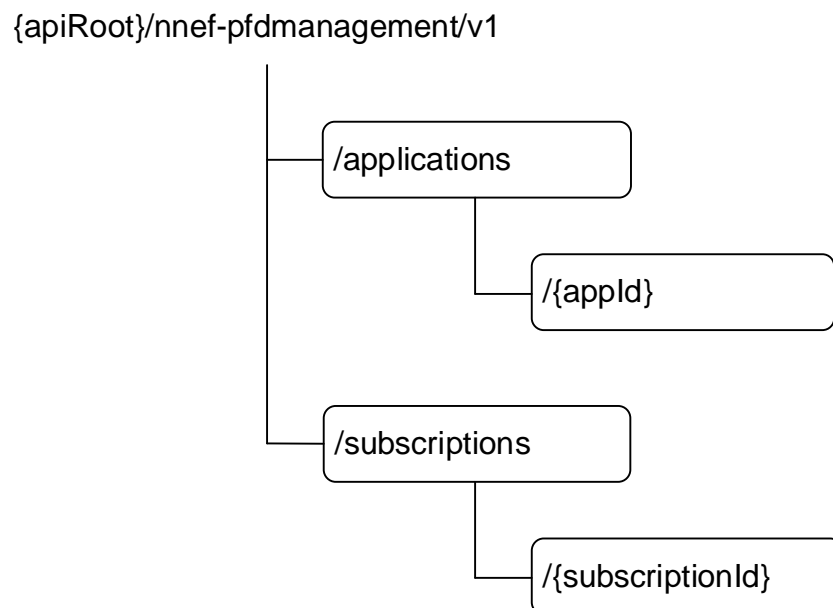 {apiRoot}/nnef-pfdmanagement/v1
/applications
/{appId}
/subscriptions
/{subscriptionId}